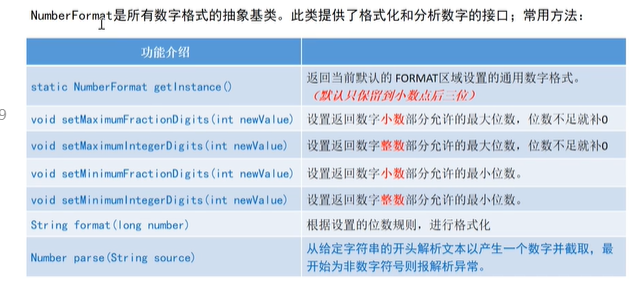 NumberFormat是所有数字格式的抽象基类。此类提供了格式化和分析数字的接口；常用方法：
功能介绍
static NumberFormat getInstance()
返回当前默认的 FORMAT区域设置的通用数字格式。
（默认只保留到小数点后三位）
void setMaximumFractionDigits(int newValue)
设置返回数字小数部分允许的最大位数，位数不足就补0
void setMaximumIntegerDigits(int newValue)
设置返回数字整数部分允许的最大位数，位数不足就补0
void setMinimumFractionDigits(int newValue)
设置返回数字小数部分允许的最小位数。
void setMinimumIntegerDigits(int newValue)
设置返回数字整数部分允许的最小位数。
String format(long number)
根据设置的位数规则，进行格式化
Number parse(String source)
从给定字符串的开头解析文本以产生一个数字并截取，最
开始为非数字符号则报解析异常。
9